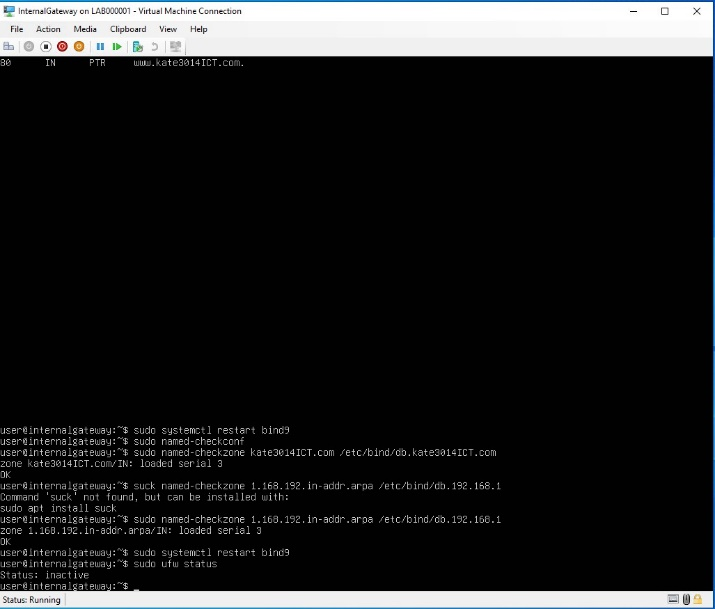 InternalGateway on LAB000001 - Virtual Machine Connection
File Action Media Clipboard View Help
80 IN PTR www.kate3014ICT.com.
user@internalgateway:~$ sudo systemctl restart bind9
user@internalgateway:~$ sudo named-checkconf
user@internalgateway:~$ sudo named-checkzone kate3014ICT.com /etc/bind/db.kate3014ICT.com
zone kate3014ICT.com/IN: loaded serial 3
OK
user@internalgateway:~$ suck named-checkzone 1.168.192.in-addr.arpa /etc/bind/db.192.168.1
Command 'suck' not found, but can be installed with:
sudo apt install suck
user@internalgateway:~$ sudo named-checkzone 1.168.192.in-addr.arpa /etc/bind/db.192.168.1
zone 1.168.192.in-addr.arpa/IN: loaded serial 3
OK
user@internalgateway:~$ sudo systemctl restart bind9
user@internalgateway:~$ sudo ufw status
Status: inactive
user@internalgateway:~$ _
Status: Running